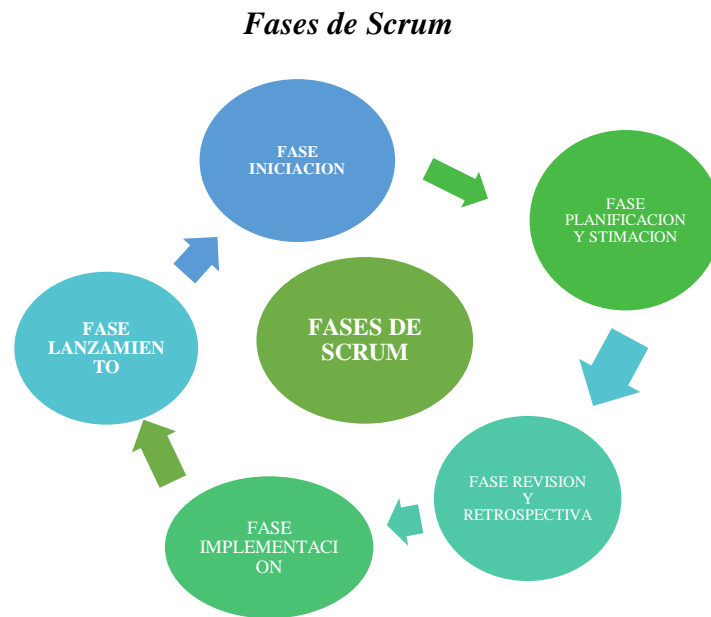 Fases de Scrum
FASE
INICIACION
FASE
PLANIFICACION
Y STIMACION
FASES DE
SCRUM
FASE
LANZAMIEN
TO
FASE REVISION
Y
RETROSPECTIVA
FASE
IMPLEMENTACI
ON